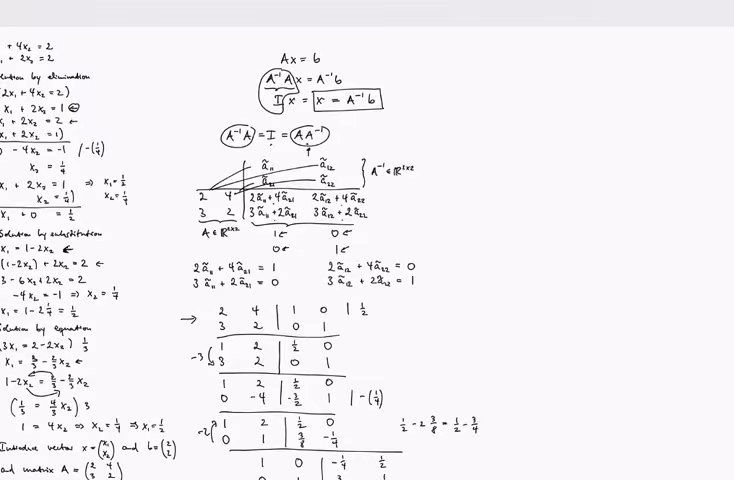 + 4x₂ = 2
+ 2x₂ = 2
solution by elimination
(2x₁ + 4x₂ = 2)
x₁ + 2x₂ = 1 ←
x₁ + 2x₂ = 2 ←
x₁ + 2x₂ = 1)
0 - 4x₂ = -1 | -(1/4)
x₂ = 1/4
x₁ + 2x₂ = 1 ⇒ x₁ = 1/2
x₂ = 1/4) x₂ = 1/4
x₁ + 0 = 1/2
Solution by substitution
x₁ = 1 - 2x₂ ←
(1-2x₂) + 2x₂ = 2 ←
3 - 6x₂ + 2x₂ = 2
-4x₂ = -1 ⇒ x₂ = 1/4
x₁ = 1 - 2 1/4 = 1/2
Solution by equation
(3x₁ = 2 - 2x₂) 1/3
x₁ = 2/3 - 2/3 x₂ ←
1 - 2x₂ = 2/3 - 2/3 x₂
(1/3 = 4/3 x₂) 3
1 = 4x₂ ⇒ x₂ = 1/4 ⇒ x₁ = 1/2
Introduce vector x = (x₁ x₂) and b = (2 2)
and matrix A = (2 4 3 2)
Ax = b
A⁻¹A x = A⁻¹b
I x = x = A⁻¹b
A⁻¹A = I = AA⁻¹
ã₁₁ ã₁₂ } A⁻¹ ∈ ℝ²ˣ²
ã₂₁ ã₂₂
2 4 | 2ã₁₁ + 4ã₂₁ 2ã₁₂ + 4ã₂₂
3 2 | 3ã₁₁ + 2ã₂₁ 3ã₁₂ + 2ã₂₂
A ∈ ℝ²ˣ² 1 ← 0 ←
0 ← 1 ←
2ã₁₁ + 4ã₂₁ = 1 2ã₁₂ + 4ã₂₂ = 0
3ã₁₁ + 2ã₂₁ = 0 3ã₁₂ + 2ã₂₂ = 1
→ 2 4 | 1 0 | 1/2
3 2 | 0 1
-3 1 2 | 1/2 0
3 2 | 0 1
1 2 | 1/2 0
0 -4 | -3/2 1 | -(1/4)
-2 1 2 | 1/2 0 1/2 - 2 3/8 = 1/2 - 3/4
0 1 | 3/8 -1/4
1 0 | -1/4 1/2